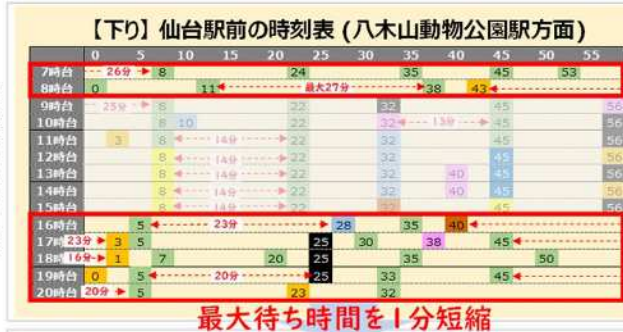 【下り】仙台駅前の時刻表(八木山動物公園駅方面)
0 5 10 15 20 25 30 35 40 45 50 55
7時台 26分 8 24 35 45 53
8時台 0 11 最大27分 38 43
9時台 25分 8 22 32 45 56
10時台 8 10 22 32 13分 45 56
11時台 3 8 14分 22 32 45 56
12時台 8 14分 22 32 45 56
13時台 8 14分 22 32 40 45 56
14時台 8 14分 22 32 40 45 56
15時台 8 14分 22 32 45 56
16時台 5 23分 28 35 40
17時台 23分 3 5 25 30 38 45
18時台 16分 1 7 20 25 35 50
19時台 0 5 20分 25 33 45
20時台 20分 5 23 32
最大待ち時間を1分短縮